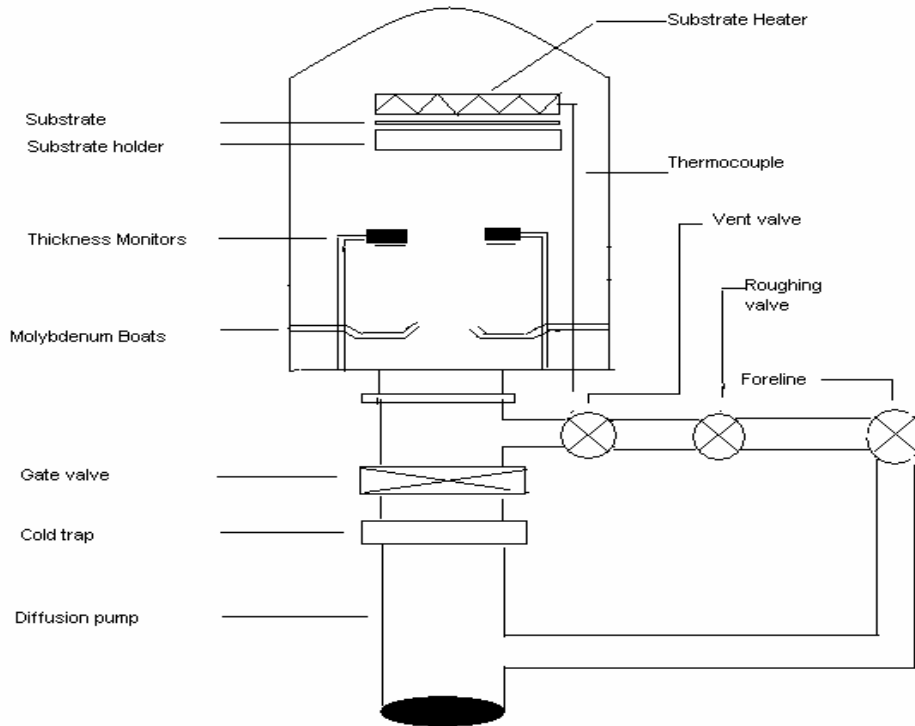 Substrate Heater
Substrate
Substrate holder
Thermocouple
Vent valve
Thickness Monitors
Roughing
valve
Molybdenum Boats
Foreline
Gate valve
Cold trap
Diffusion pump